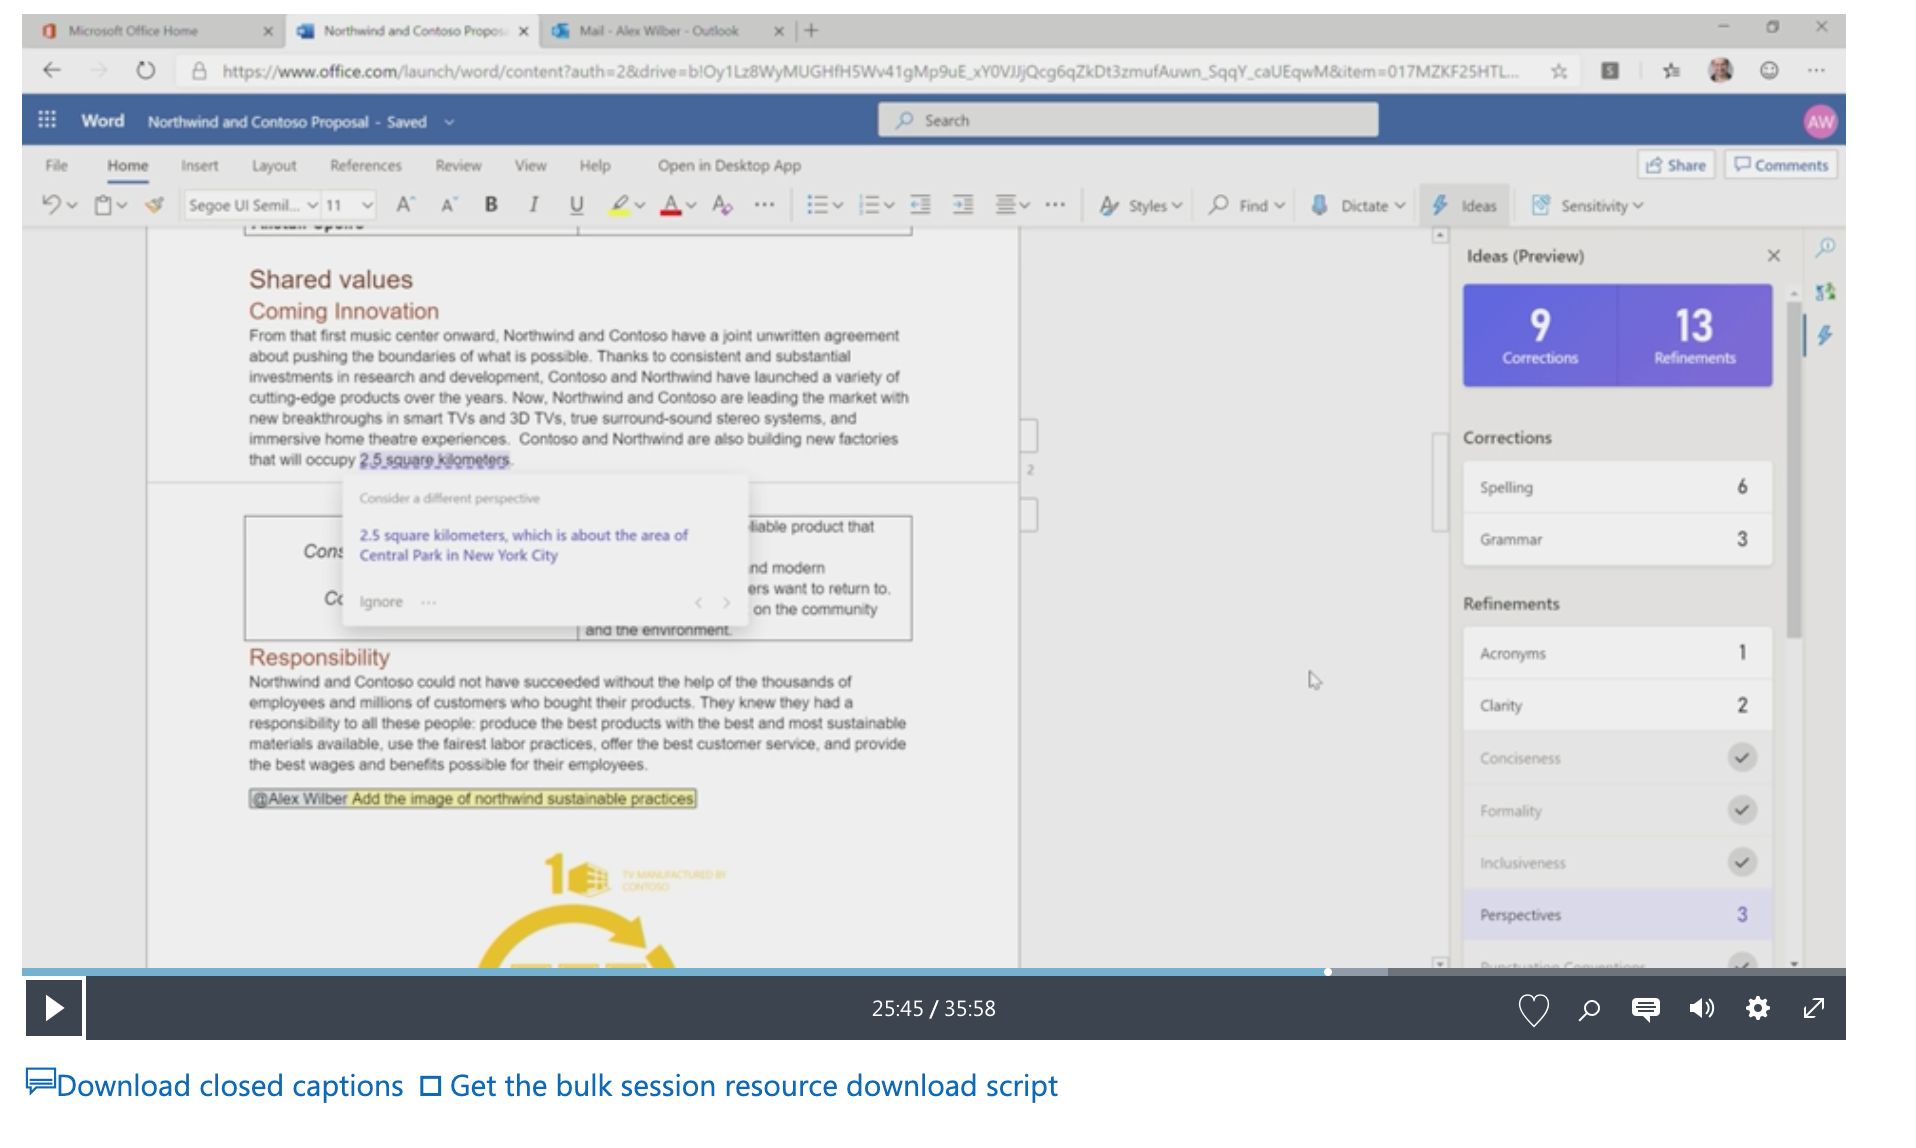 Microsoft Office Home
Northwind and Contoso Propos
Mail - Alex Wilber - Outlook
https://www.office.com/launch/word/content?auth=2&drive=b!Oy1Lz8WyMUGHfH5Wv41gMp9uE_xY0VJJjQcg6qZkDt3zmufAuwn_SqqY_caUEqwM&item=017MZKF25HTL...
Word Northwind and Contoso Proposal - Saved
Search
AW
File Home Insert Layout References Review View Help Open in Desktop App
Share Comments
Segoe UI Semil... 11 A A B I U A A Styles Find Dictate Ideas Sensitivity
Shared values
Coming Innovation
From that first music center onward, Northwind and Contoso have a joint unwritten agreement
about pushing the boundaries of what is possible. Thanks to consistent and substantial
investments in research and development, Contoso and Northwind have launched a variety of
cutting-edge products over the years. Now, Northwind and Contoso are leading the market with
new breakthroughs in smart TVs and 3D TVs, true surround-sound stereo systems, and
immersive home theatre experiences. Contoso and Northwind are also building new factories
that will occupy 2.5 square kilometers.
2
Consider a different perspective
2.5 square kilometers, which is about the area of
Central Park in New York City
Ignore ...
Cons
Co
liable product that
nd modern
ers want to return to.
on the community
and the environment.
Responsibility
Northwind and Contoso could not have succeeded without the help of the thousands of
employees and millions of customers who bought their products. They knew they had a
responsibility to all these people: produce the best products with the best and most sustainable
materials available, use the fairest labor practices, offer the best customer service, and provide
the best wages and benefits possible for their employees.
@Alex Wilber Add the image of northwind sustainable practices
1
TV MANUFACTURED BY
CONTOSO
Ideas (Preview)
9 Corrections
13 Refinements
Corrections
Spelling 6
Grammar 3
Refinements
Acronyms 1
Clarity 2
Conciseness
Formality
Inclusiveness
Perspectives 3
Punctuation Conventions
25:45 / 35:58
Download closed captions
Get the bulk session resource download script